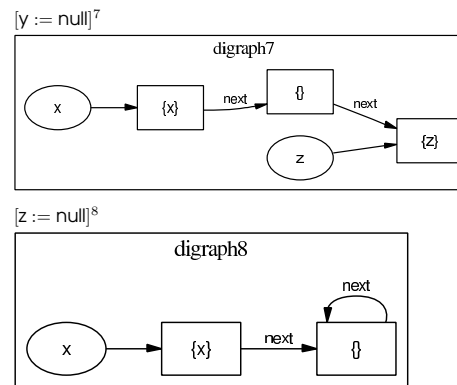 [y := null]⁷
digraph7
x
{x}
next
{}
next
z
{z}
[z := null]⁸
digraph8
x
{x}
next
{}
next